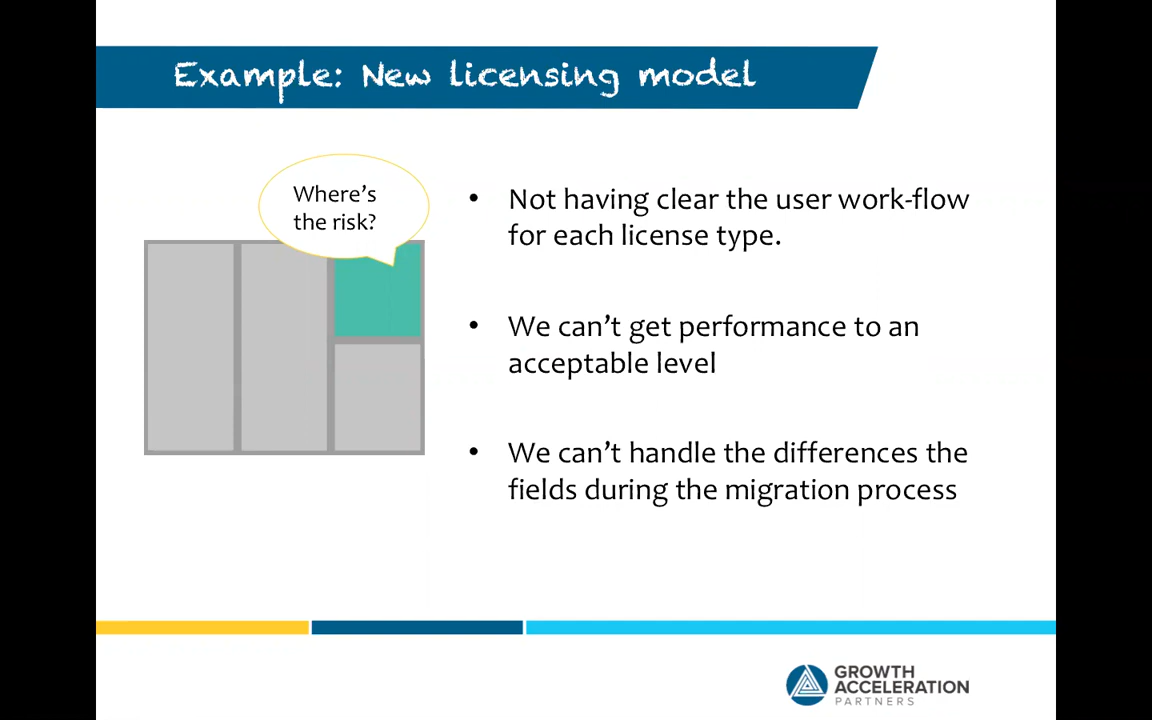 Example: New licensing model
Where's
the risk?
• Not having clear the user work-flow
for each license type.
• We can't get performance to an
acceptable level
• We can't handle the differences the
fields during the migration process
GROWTH
ACCELERATION
PARTNERS